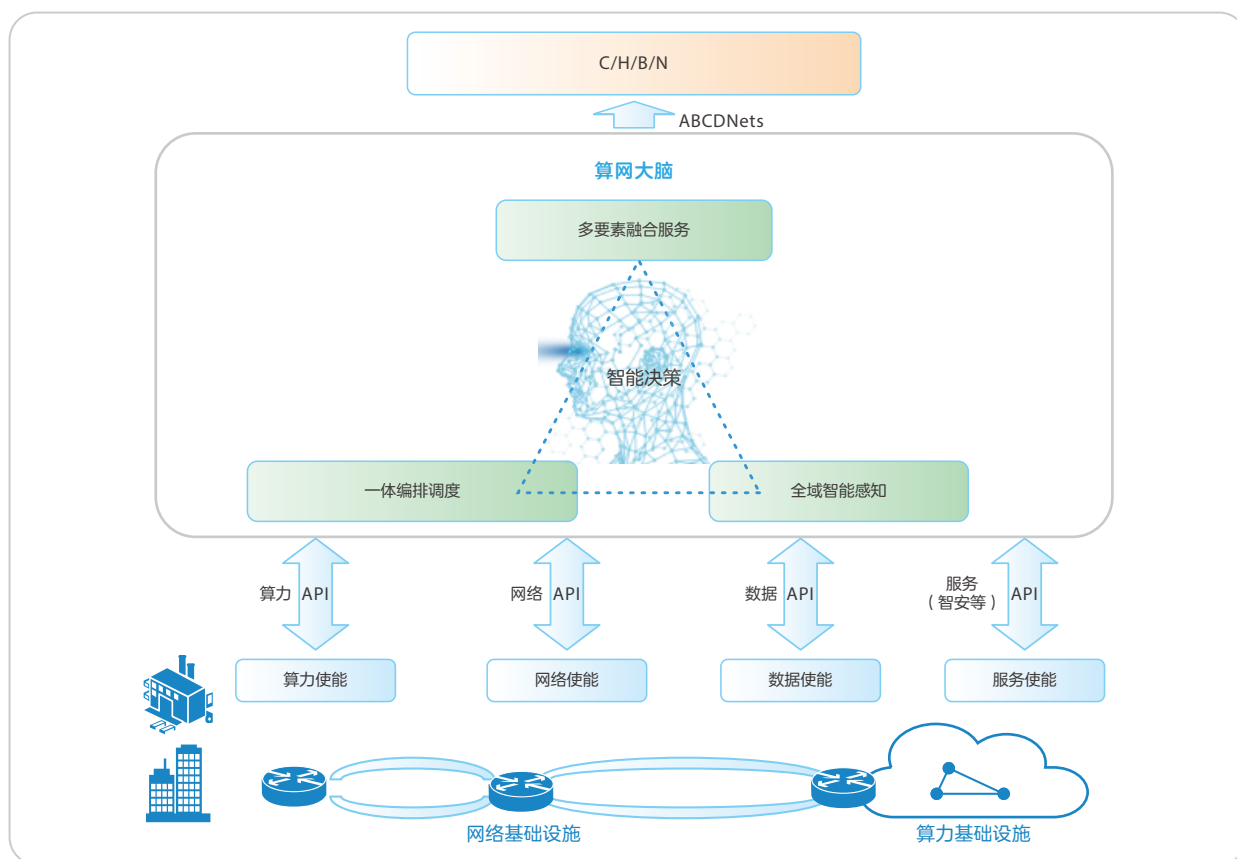 C/H/B/N
ABCDNets
算网大脑
多要素融合服务
智能决策
一体编排调度
全域智能感知
算力 API
网络 API
数据 API
服务
（智安等）
API
算力使能
网络使能
数据使能
服务使能
网络基础设施
算力基础设施